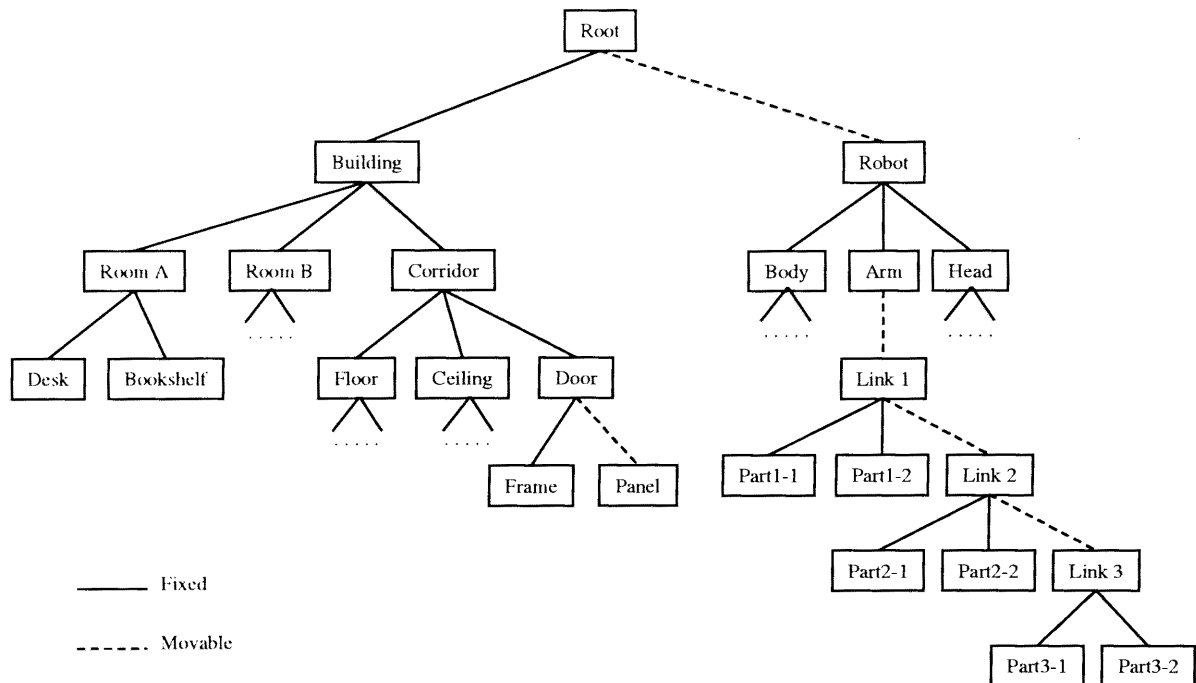 Root
Building
Robot
Room A
Room B
Corridor
Body
Arm
Head
. . . . .
. . . . .
. . . . .
Desk
Bookshelf
Floor
Ceiling
Door
Link 1
. . . . .
. . . . .
Frame
Panel
Part1-1
Part1-2
Link 2
Part2-1
Part2-2
Link 3
Fixed
Movable
Part3-1
Part3-2